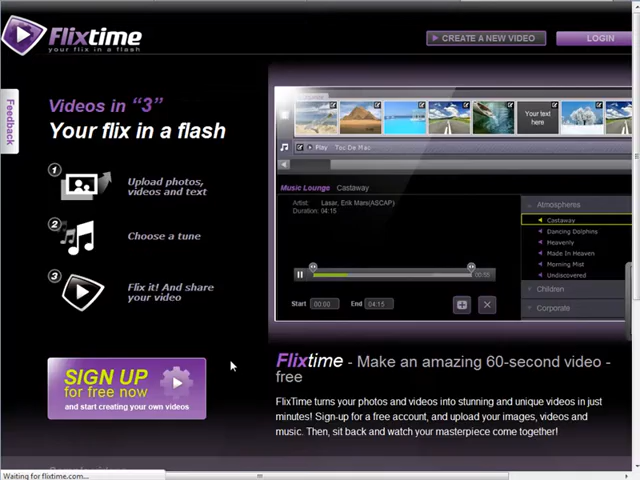 Flixtime
your flix in a flash
CREATE A NEW VIDEO
LOGIN
Feedback
Videos in “3”
Your flix in a flash
1
Upload photos,
videos and text
2
Choose a tune
3
Flix it! And share
your video
SIGN UP
for free now
and start creating your own videos
Your text
here
Play Toc De Mac
Music Lounge Castaway
Artist: Lasar, Erik Mars(ASCAP)
Duration: 04:15
00:55
Start 00:00 End 04:15
Atmospheres
Castaway
Dancing Dolphins
Heavenly
Made In Heaven
Morning Mist
Undiscovered
Children
Corporate
Flixtime - Make an amazing 60-second video -
free
FlixTime turns your photos and videos into stunning and unique videos in just
minutes! Sign-up for a free account, and upload your images, videos and
music. Then, sit back and watch your masterpiece come together!
Waiting for flixtime.com...